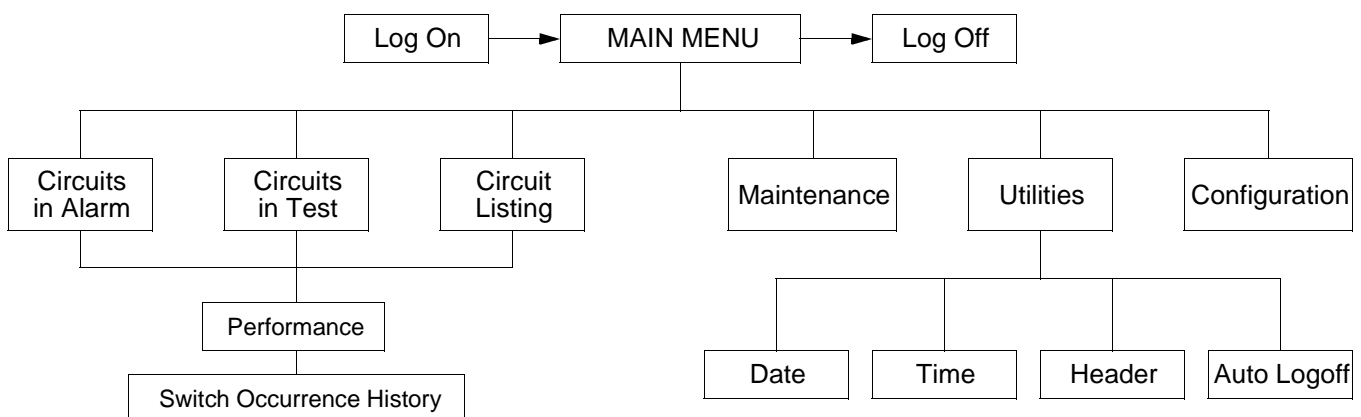 Log On
MAIN MENU
Log Off
Circuits
in Alarm
Circuits
in Test
Circuit
Listing
Maintenance
Utilities
Configuration
Performance
Switch Occurrence History
Date
Time
Header
Auto Logoff